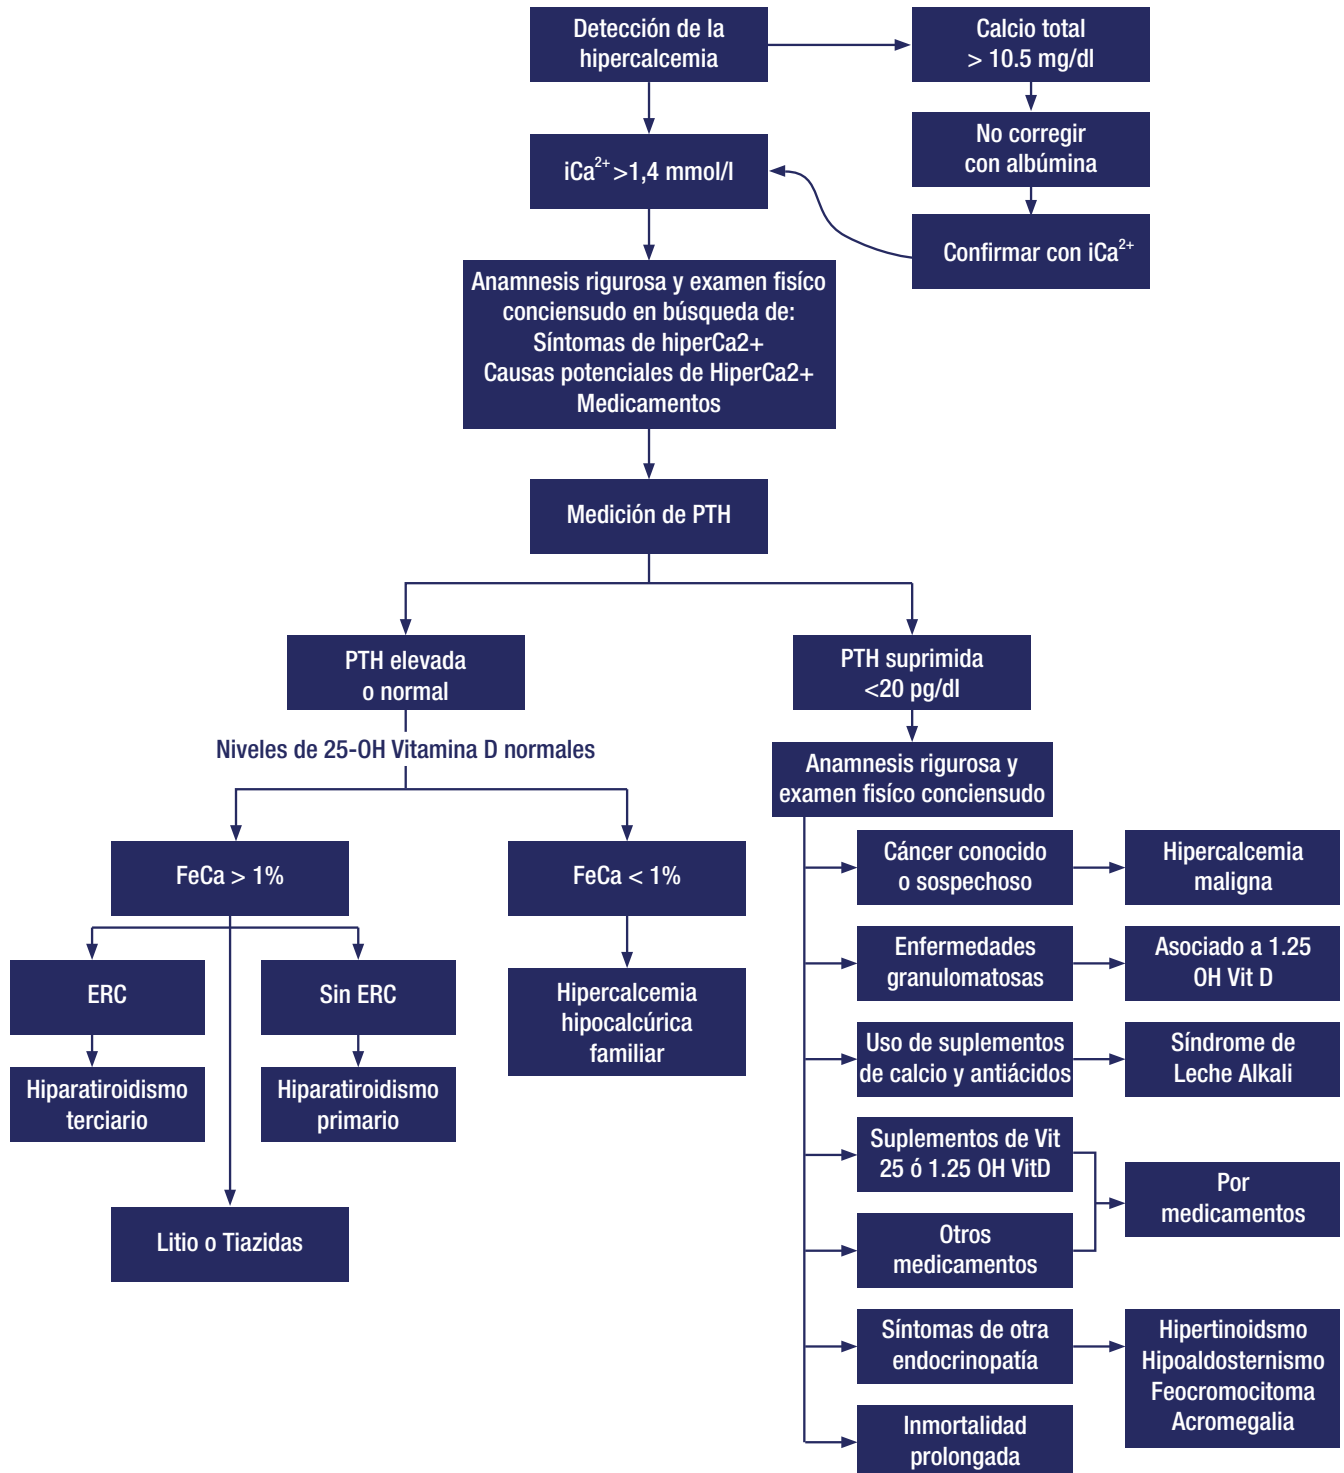 Detección de la
hipercalcemia
Calcio total
> 10.5 mg/dl
No corregir
con albúmina
Confirmar con iCa²⁺
iCa²⁺ >1,4 mmol/l
Anamnesis rigurosa y examen fisíco
conciensudo en búsqueda de:
Síntomas de hiperCa2+
Causas potenciales de HiperCa2+
Medicamentos
Medición de PTH
PTH elevada
o normal
Niveles de 25-OH Vitamina D normales
FeCa > 1%
FeCa < 1%
ERC
Sin ERC
Hiparatiroidismo
terciario
Hiparatiroidismo
primario
Litio o Tiazidas
Hipercalcemia
hipocalcúrica
familiar
PTH suprimida
<20 pg/dl
Anamnesis rigurosa y
examen fisíco conciensudo
Cáncer conocido
o sospechoso
Hipercalcemia
maligna
Enfermedades
granulomatosas
Asociado a 1.25
OH Vit D
Uso de suplementos
de calcio y antiácidos
Síndrome de
Leche Alkali
Suplementos de Vit
25 ó 1.25 OH VitD
Otros
medicamentos
Por
medicamentos
Síntomas de otra
endocrinopatía
Hipertinoidsmo
Hipoaldosternismo
Feocromocitoma
Acromegalia
Inmortalidad
prolongada